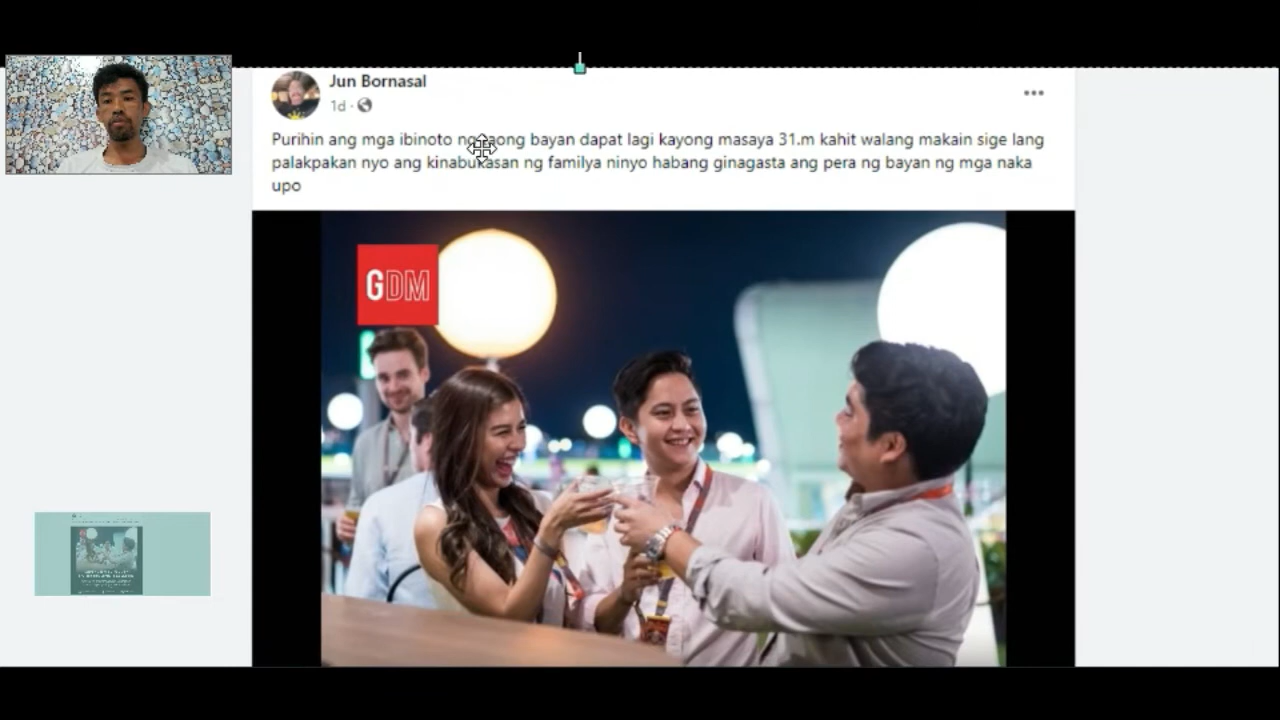 Jun Bornasal
1d
Purihin ang mga ibinoto ng taong bayan dapat lagi kayong masaya 31.m kahit walang makain sige lang
palakpakan nyo ang kinabukasan ng familya ninyo habang ginagasta ang pera ng bayan ng mga naka
upo
GDM